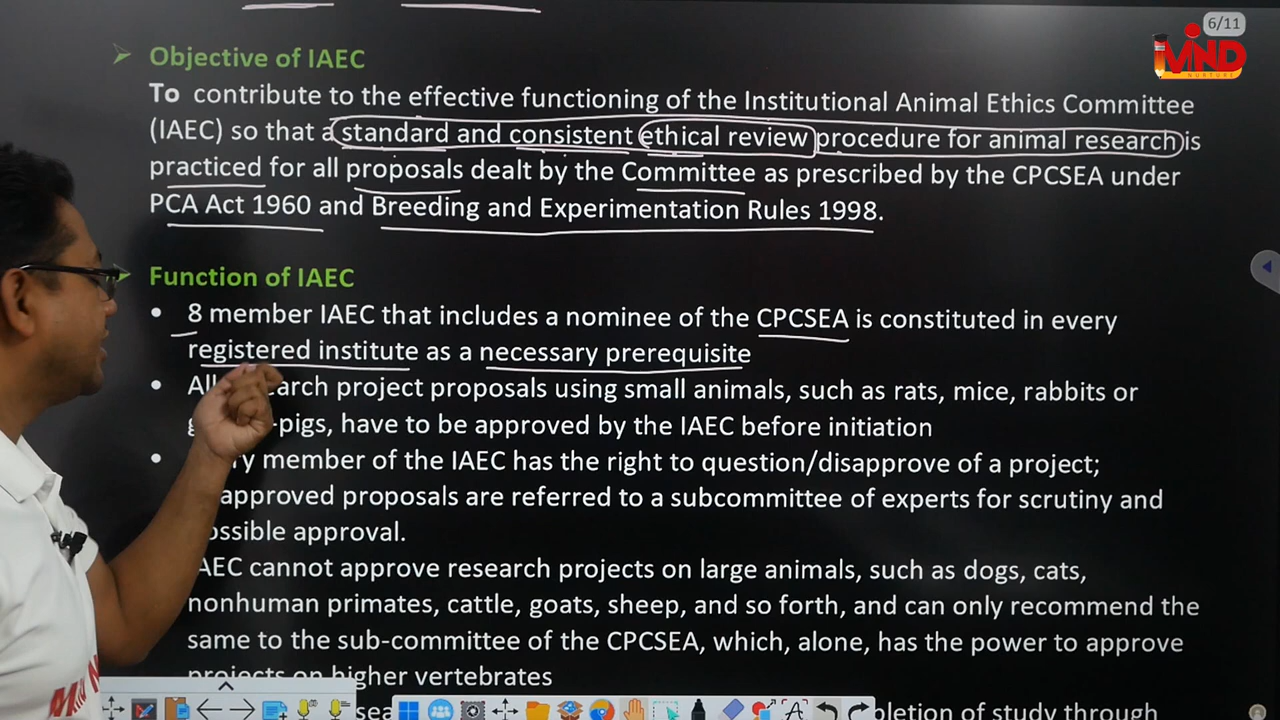 6/11
MIND
NURTURE
Objective of IAEC
To contribute to the effective functioning of the Institutional Animal Ethics Committee
(IAEC) so that a standard and consistent ethical review procedure for animal research is
practiced for all proposals dealt by the Committee as prescribed by the CPCSEA under
PCA Act 1960 and Breeding and Experimentation Rules 1998.
Function of IAEC
• 8 member IAEC that includes a nominee of the CPCSEA is constituted in every
registered institute as a necessary prerequisite
• project proposals using small animals, such as rats, mice, rabbits or
-pigs, have to be approved by the IAEC before initiation
• member of the IAEC has the right to question/disapprove of a project;
approved proposals are referred to a subcommittee of experts for scrutiny and
approval.
cannot approve research projects on large animals, such as dogs, cats,
nonhuman primates, cattle, goats, sheep, and so forth, and can only recommend the
same to the sub-committee of the CPCSEA, which, alone, has the power to approve
projects on higher vertebrates
of study through